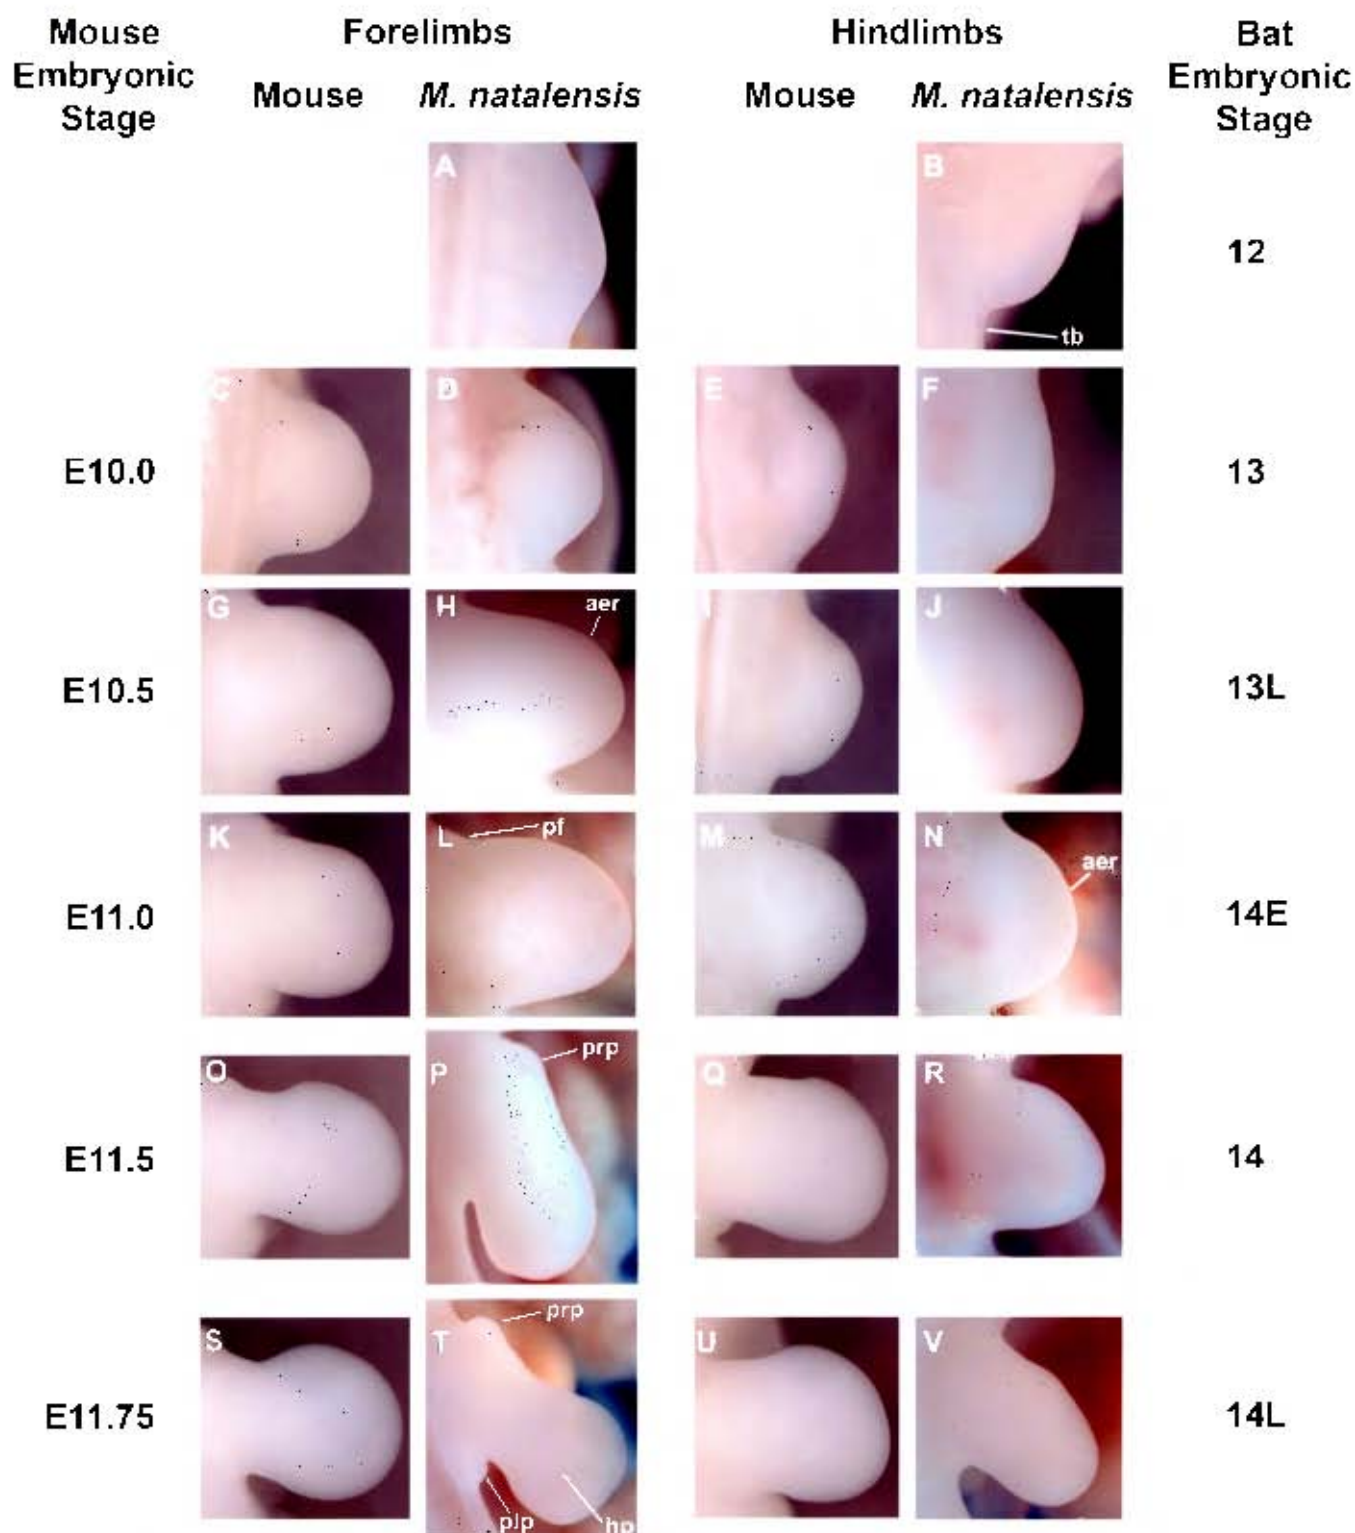 Mouse Embryonic Stage
Forelimbs
Hindlimbs
Bat Embryonic Stage
Mouse
M. natalensis
Mouse
M. natalensis
A
B
tb
12
E10.0
C
D
E
F
13
E10.5
G
H
aer
I
J
13L
E11.0
K
L
pf
M
N
aer
14E
E11.5
O
P
prp
Q
R
14
E11.75
S
T
prp
plp
hp
U
V
14L